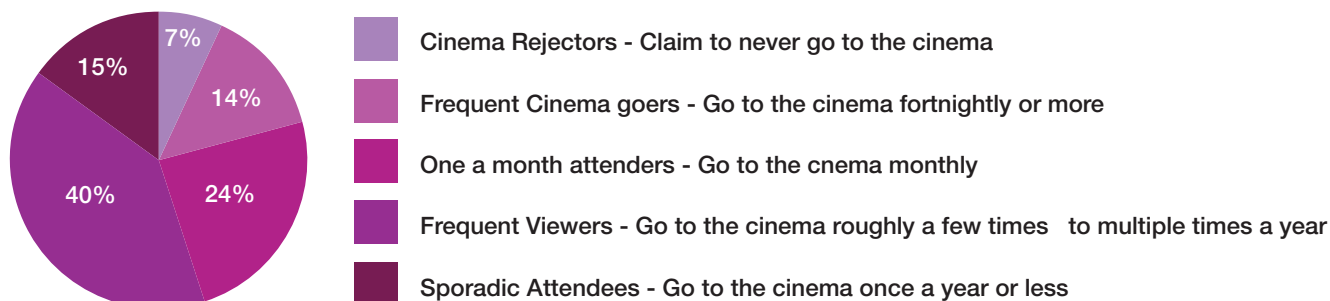 7%
Cinema Rejectors - Claim to never go to the cinema
15%
14%
Frequent Cinema goers - Go to the cinema fortnightly or more
40%
24%
One a month attenders - Go to the cnema monthly
Frequent Viewers - Go to the cinema roughly a few times to multiple times a year
Sporadic Attendees - Go to the cinema once a year or less